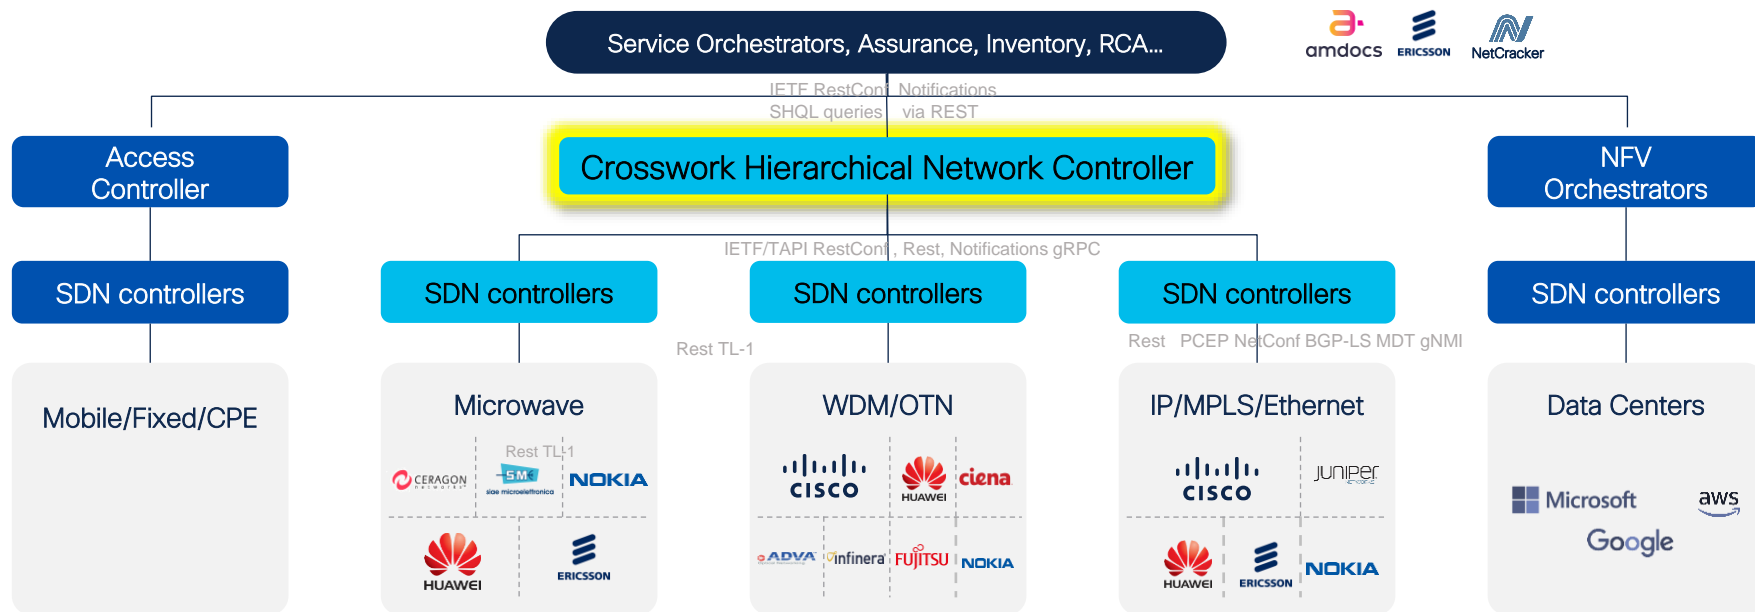 Service Orchestrators, Assurance, Inventory, RCA...
amdocs
ERICSSON
NetCracker
IETF RestConf Notifications
SHQL queries via REST
Access
Controller
Crosswork Hierarchical Network Controller
NFV
Orchestrators
IETF/TAPI RestConf , Rest, Notifications gRPC
SDN controllers
SDN controllers
SDN controllers
SDN controllers
SDN controllers
Rest TL-1
Rest PCEP NetConf BGP-LS MDT gNMI
Mobile/Fixed/CPE
Microwave
Rest TL-1
CERAGON
NETWORKS
SM
siae microelettronica
NOKIA
HUAWEI
ERICSSON
WDM/OTN
CISCO
HUAWEI
ciena
ADVA
infinera
FUJITSU
NOKIA
IP/MPLS/Ethernet
CISCO
JUNIPER
HUAWEI
ERICSSON
NOKIA
Data Centers
Microsoft
aws
Google